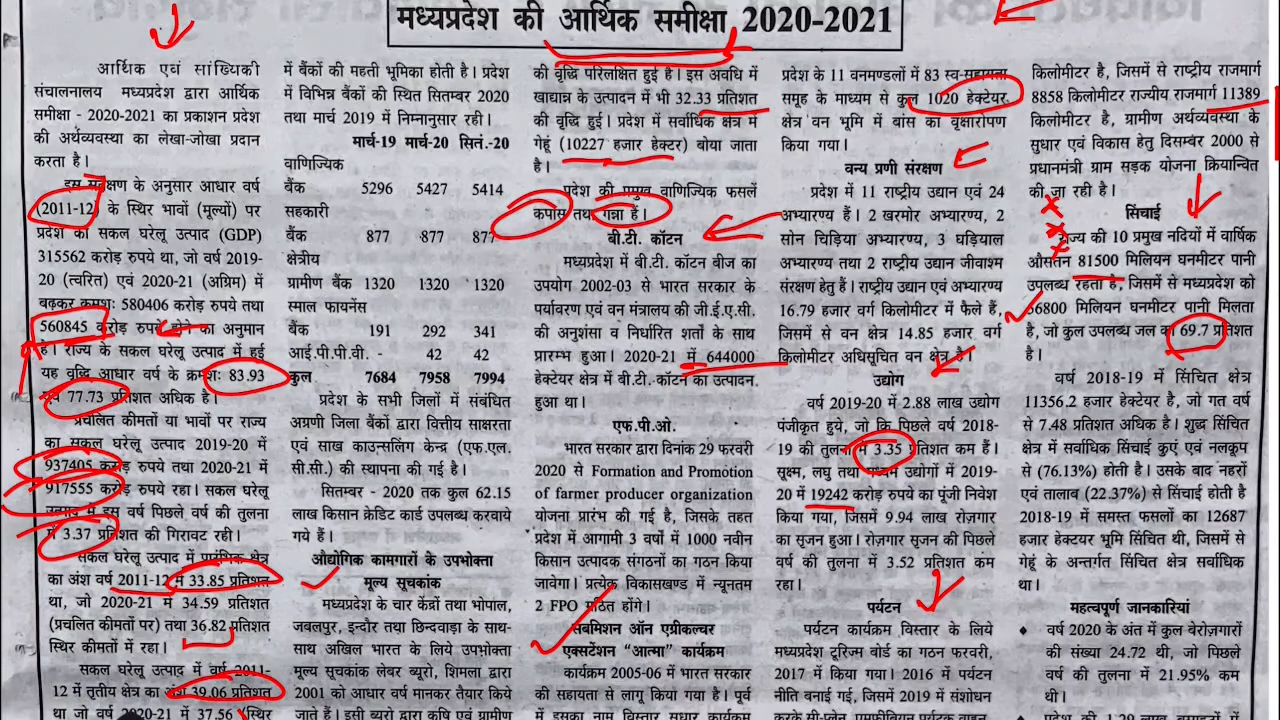 मध्यप्रदेश की आर्थिक समीक्षा 2020-2021
आर्थिक एवं सांख्यिकी
संचालनालय मध्यप्रदेश द्वारा आर्थिक
समीक्षा - 2020-2021 का प्रकाशन प्रदेश
की अर्थव्यवस्था का लेखा-जोखा प्रदान
करता है।
इस सर्वेक्षण के अनुसार आधार वर्ष
(2011-12) के स्थिर भावों (मूल्यों) पर
प्रदेश का सकल घरेलू उत्पाद (GDP)
315562 करोड़ रुपये था, जो वर्ष 2019-
20 (त्वरित) एवं 2020-21 (अग्रिम) में
बढ़कर क्रमशः 580406 करोड़ रुपये तथा
560845 करोड़ रुपये होने का अनुमान
है। राज्य के सकल घरेलू उत्पाद में हुई
यह वृद्धि आधार वर्ष के क्रमशः 83.93
एवं 77.73 प्रतिशत अधिक है।
प्रचलित कीमतों या भावों पर राज्य
का सकल घरेलू उत्पाद 2019-20 में
937405 करोड़ रुपये तथा 2020-21 में
917555 करोड़ रुपये रहा। सकल घरेलू
उत्पाद में इस वर्ष पिछले वर्ष की तुलना
में 3.37 प्रतिशत की गिरावट रही।
सकल घरेलू उत्पाद में प्राथमिक क्षेत्र
का अंश वर्ष 2011-12 में 33.85 प्रतिशत
था, जो 2020-21 में 34.59 प्रतिशत
(प्रचलित कीमतों पर) तथा 36.82 प्रतिशत
स्थिर कीमतों में रहा।
सकल घरेलू उत्पाद में वर्ष 2011-
12 में तृतीय क्षेत्र का अंश 39.06 प्रतिशत
था जो वर्ष 2020-21 में 37.56 (स्थिर
में बैंकों की महती भूमिका होती है। प्रदेश
में विभिन्न बैंकों की स्थित सितम्बर 2020
तथा मार्च 2019 में निम्नानुसार रही।
मार्च-19 मार्च-20 सितं.-20
वाणिज्यिक
बैंक 5296 5427 5414
सहकारी
बैंक 877 877 877
क्षेत्रीय
ग्रामीण बैंक 1320 1320 1320
स्माल फायनेंस
बैंक 191 292 341
आई.पी.पी.वी. - 42 42
कुल 7684 7958 7994
प्रदेश के सभी जिलों में संबंधित
अग्रणी जिला बैंकों द्वारा वित्तीय साक्षरता
एवं साख काउन्सलिंग केन्द्र (एफ.एल.
सी.सी.) की स्थापना की गई है।
सितम्बर - 2020 तक कुल 62.15
लाख किसान क्रेडिट कार्ड उपलब्ध करवाये
गये हैं।
औद्योगिक कामगारों के उपभोक्ता
मूल्य सूचकांक
मध्यप्रदेश के चार केंद्रों तथा भोपाल,
जबलपुर, इन्दौर तथा छिन्दवाड़ा के साथ-
साथ अखिल भारत के लिये उपभोक्ता
मूल्य सूचकांक लेबर ब्यूरो, शिमला द्वारा
2001 को आधार वर्ष मानकर तैयार किये
जाते हैं। इसी ब्यूरो द्वारा कृषि एवं ग्रामीण
की वृद्धि परिलक्षित हुई है। इस अवधि में
खाद्यान्न के उत्पादन में भी 32.33 प्रतिशत
की वृद्धि हुई। प्रदेश में सर्वाधिक क्षेत्र में
गेहूं (10227 हजार हेक्टर) बोया जाता
है।
प्रदेश की प्रमुख वाणिज्यिक फसलें
कपास तथा गन्ना है।
बी.टी. कॉटन
मध्यप्रदेश में बी.टी. कॉटन बीज का
उपयोग 2002-03 से भारत सरकार के
पर्यावरण एवं वन मंत्रालय की जी.ई.ए.सी.
की अनुशंसा व निर्धारित शर्तों के साथ
प्रारम्भ हुआ। 2020-21 में 644000
हेक्टेयर क्षेत्र में बी.टी. कॉटन का उत्पादन
हुआ था।
एफ.पी.ओ.
भारत सरकार द्वारा दिनांक 29 फरवरी
2020 से Formation and Promotion
of farmer producer organization
योजना प्रारंभ की गई है, जिसके तहत
प्रदेश में आगामी 3 वर्षों में 1000 नवीन
किसान उत्पादक संगठनों का गठन किया
जावेगा। प्रत्येक विकासखण्ड में न्यूनतम
2 FPO गठित होंगे।
सबमिशन ऑन एग्रीकल्चर
एक्सटेंशन “आत्मा” कार्यक्रम
कार्यक्रम 2005-06 में भारत सरकार
की सहायता से लागू किया गया है। पूर्व
में इसका नाम विस्तार सुधार कार्यक्रम
प्रदेश के 11 वनमण्डलों में 83 स्व-सहायता
समूह के माध्यम से कुल 1020 हेक्टेयर
क्षेत्र वन भूमि में बांस का वृक्षारोपण
किया गया।
वन्य प्रणी संरक्षण
प्रदेश में 11 राष्ट्रीय उद्यान एवं 24
अभ्यारण्य हैं। 2 खरमोर अभ्यारण्य, 2
सोन चिड़िया अभ्यारण्य, 3 घड़ियाल
अभ्यारण्य तथा 2 राष्ट्रीय उद्यान जीवाश्म
संरक्षण हेतु हैं। राष्ट्रीय उद्यान एवं अभ्यारण्य
16.79 हजार वर्ग किलोमीटर में फैले हैं,
जिसमें से वन क्षेत्र 14.85 हजार वर्ग
किलोमीटर अधिसूचित वन क्षेत्र है।
उद्योग
वर्ष 2019-20 में 2.88 लाख उद्योग
पंजीकृत हुये, जो कि पिछले वर्ष 2018-
19 की तुलना में 3.35 प्रतिशत कम हैं।
सूक्ष्म, लघु तथा मध्यम उद्योगों में 2019-
20 में 19242 करोड़ रुपये का पूंजी निवेश
किया गया, जिसमें 9.94 लाख रोज़गार
का सृजन हुआ। रोज़गार सृजन की पिछले
वर्ष की तुलना में 3.52 प्रतिशत कम
रहा।
पर्यटन
पर्यटन कार्यक्रम विस्तार के लिये
मध्यप्रदेश टूरिज्म बोर्ड का गठन फरवरी,
2017 में किया गया। 2016 में पर्यटन
नीति बनाई गई, जिसमें 2019 में संशोधन
किलोमीटर है, जिसमें से राष्ट्रीय राजमार्ग
8858 किलोमीटर राज्यीय राजमार्ग 11389
किलोमीटर है, ग्रामीण अर्थव्यवस्था के
सुधार एवं विकास हेतु दिसम्बर 2000 से
प्रधानमंत्री ग्राम सड़क योजना क्रियान्वित
की जा रही है।
सिंचाई
राज्य की 10 प्रमुख नदियों में वार्षिक
औसतन 81500 मिलियन घनमीटर पानी
उपलब्ध रहता है, जिसमें से मध्यप्रदेश को
56800 मिलियन घनमीटर पानी मिलता
है, जो कुल उपलब्ध जल का 69.7 प्रतिशत
है।
वर्ष 2018-19 में सिंचित क्षेत्र
11356.2 हजार हेक्टेयर है, जो गत वर्ष
से 7.48 प्रतिशत अधिक है। शुद्ध सिंचित
क्षेत्र में सर्वाधिक सिंचाई कुएं एवं नलकूप
से (76.13%) होती है। उसके बाद नहरों
एवं तालाब (22.37%) से सिंचाई होती है
2018-19 में समस्त फसलों का 12687
हजार हेक्टेयर भूमि सिंचित थी, जिसमें से
गेहूं के अन्तर्गत सिंचित क्षेत्र सर्वाधिक
था।
महत्वपूर्ण जानकारियां
वर्ष 2020 के अंत में कुल बेरोज़गारों
की संख्या 24.72 थी, जो पिछले
वर्ष की तुलना में 21.95% कम
थी।